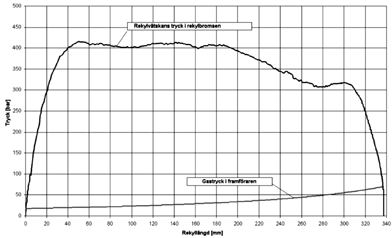 500
450
Rekylvätskans tryck i rekylbromsen
400
350
300
Tryck [bar]
250
200
150
100
Gastryck i framföraren
50
0
0 20 40 60 80 100 120 140 160 180 200 220 240 260 280 300 320 340
Rekyllängd [mm]